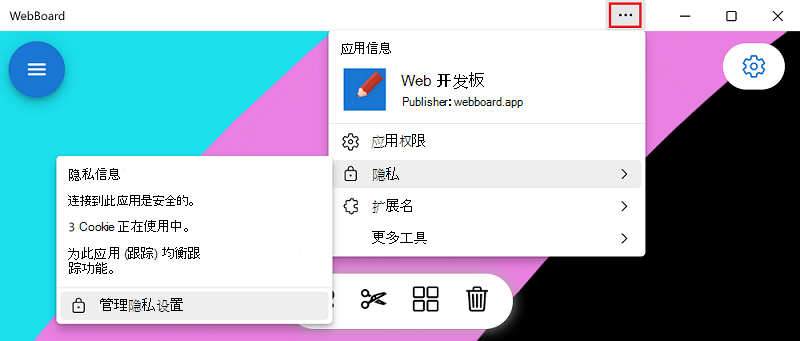 WebBoard
应用信息
Web 开发板
Publisher: webboard.app
应用权限
隐私
扩展名
更多工具
隐私信息
连接到此应用是安全的。
3 Cookie 正在使用中。
为此应用 (跟踪) 均衡跟
踪功能。
管理隐私设置